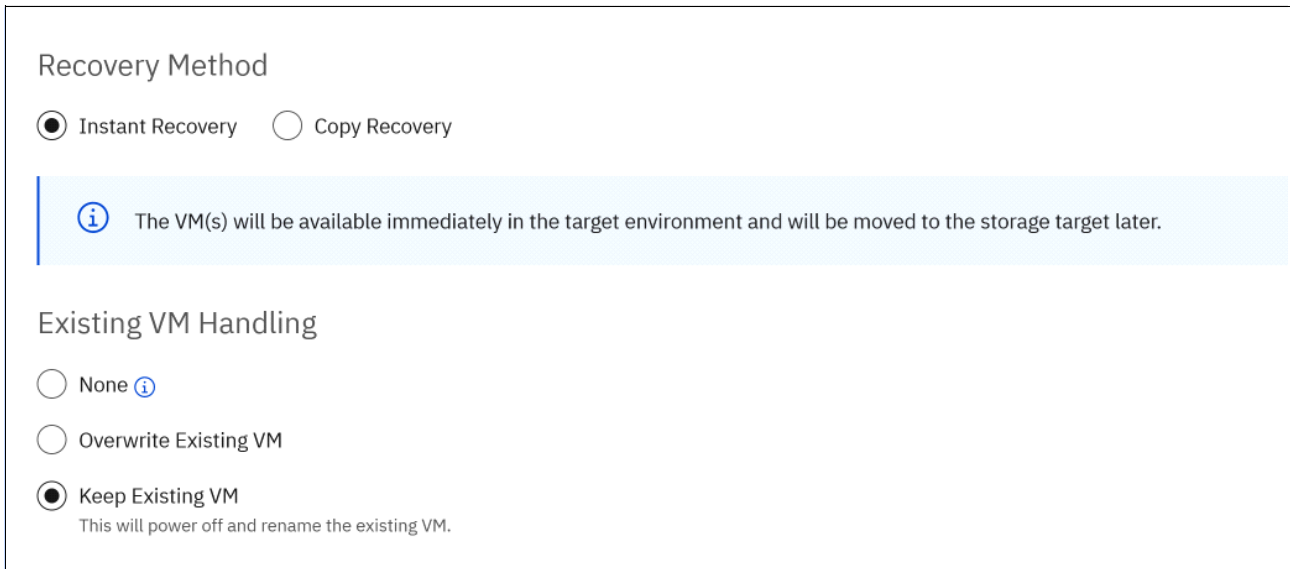 Recovery Method
Instant Recovery Copy Recovery
The VM(s) will be available immediately in the target environment and will be moved to the storage target later.
Existing VM Handling
None
Overwrite Existing VM
Keep Existing VM
This will power off and rename the existing VM.